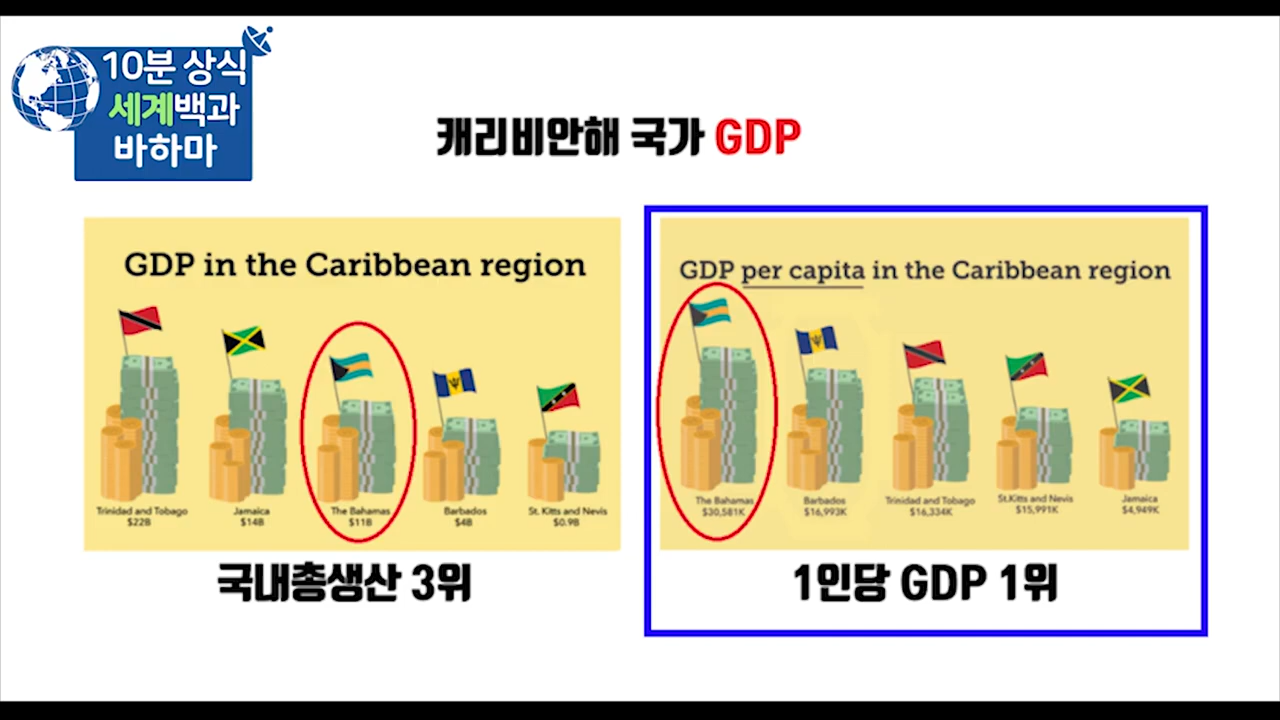 10분 상식
세계백과
바하마
캐리비안해 국가 GDP
GDP in the Caribbean region
Trinidad and Tobago
$22B
Jamaica
$14B
The Bahamas
$11B
Barbados
$4B
St. Kitts and Nevis
$0.9B
국내총생산 3위
GDP per capita in the Caribbean region
The Bahamas
$30,581K
Barbados
$16,993K
Trinidad and Tobago
$16,334K
St.Kitts and Nevis
$15,991K
Jamaica
$4,949K
1인당 GDP 1위